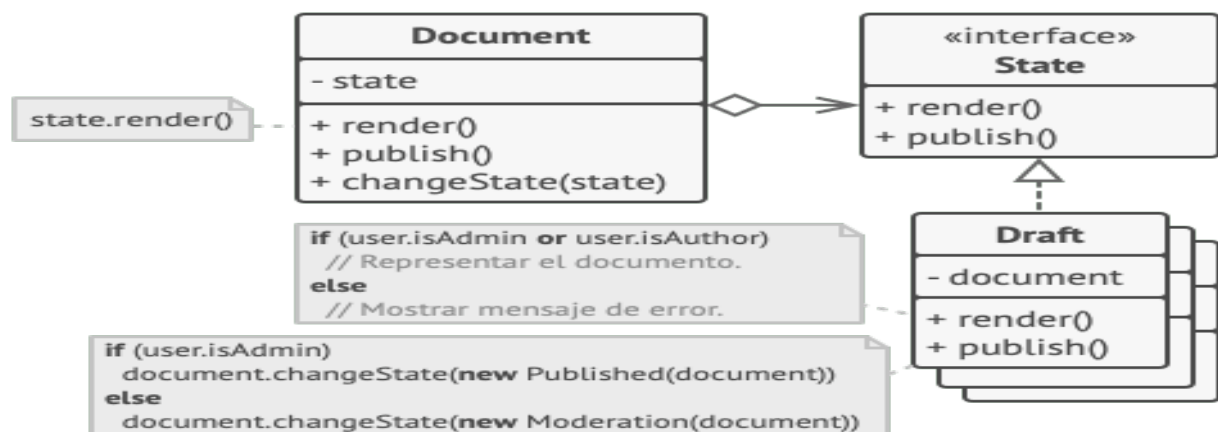 Document
- state
+ render()
+ publish()
+ changeState(state)
«interface»
State
+ render()
+ publish()
state.render()
Draft
- document
+ render()
+ publish()
if (user.isAdmin or user.isAuthor)
// Representar el documento.
else
// Mostrar mensaje de error.
if (user.isAdmin)
document.changeState(new Published(document))
else
document.changeState(new Moderation(document))